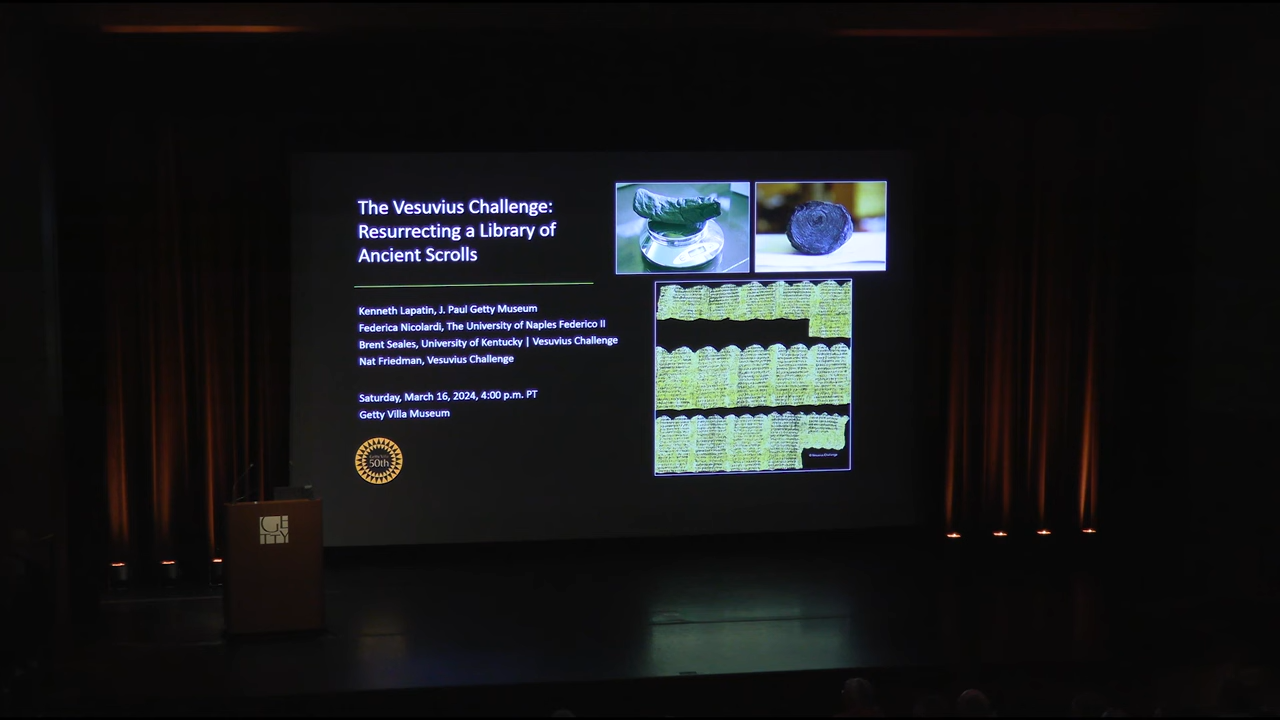 The Vesuvius Challenge:
Resurrecting a Library of
Ancient Scrolls
Kenneth Lapatin, J. Paul Getty Museum
Federica Nicolardi, The University of Naples Federico II
Brent Seales, University of Kentucky | Vesuvius Challenge
Nat Friedman, Vesuvius Challenge
Saturday, March 16, 2024, 4:00 p.m. PT
Getty Villa Museum
50th
GE
TTY